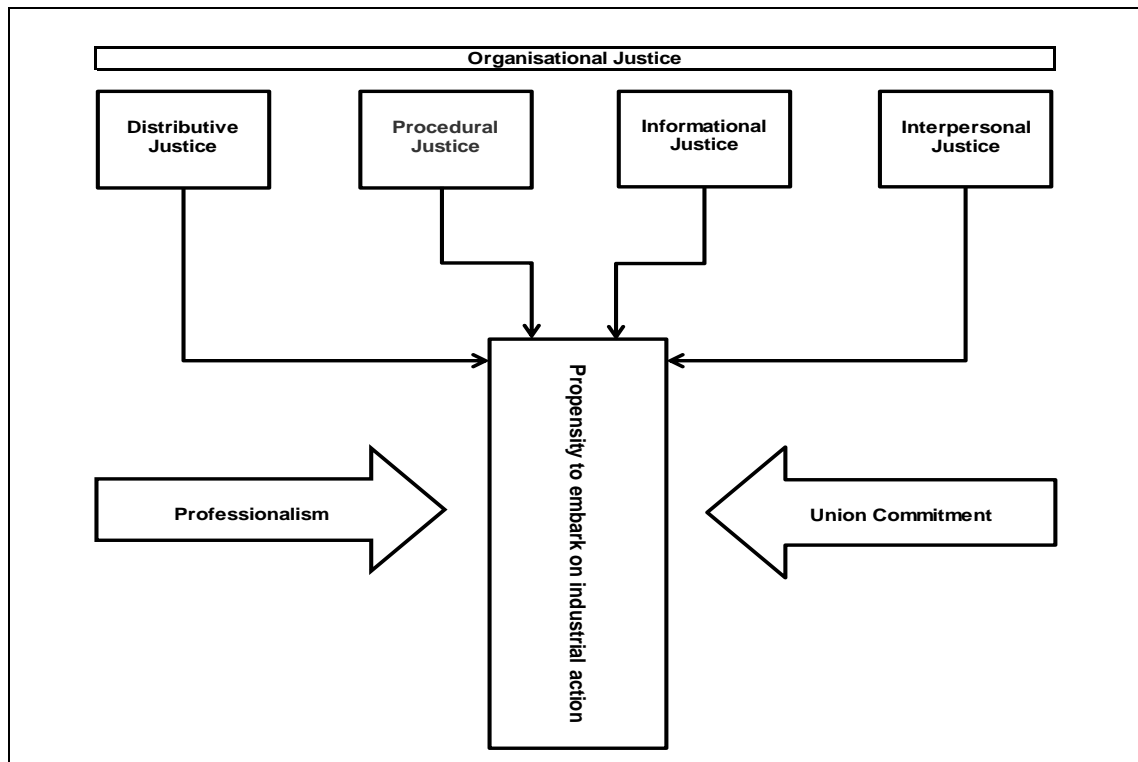 Organisational Justice
Distributive
Justice
Procedural
Justice
Informational
Justice
Interpersonal
Justice
Propensity to embark on industrial action
Professionalism
Union Commitment